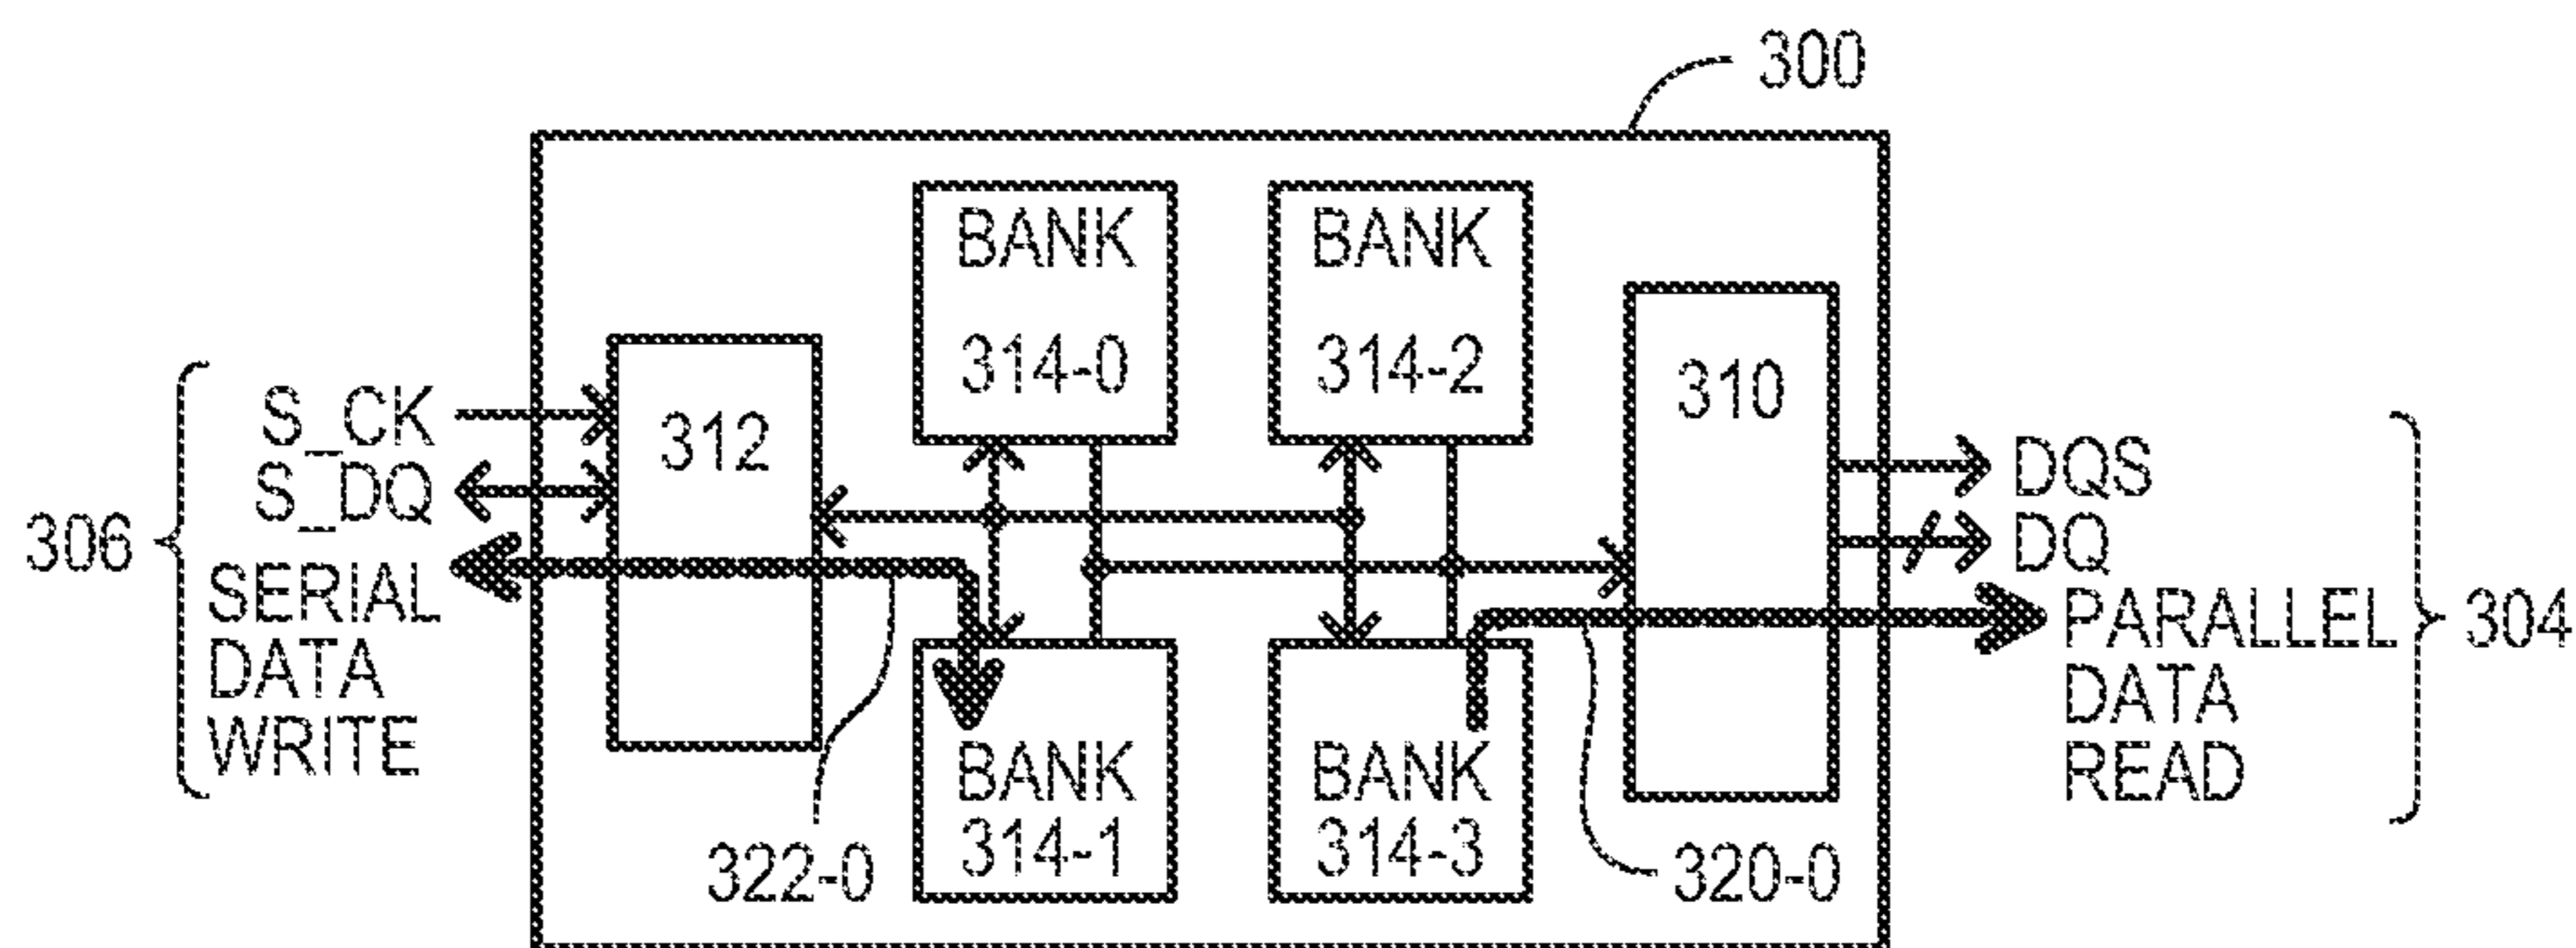 300
BANK
314-0
BANK
314-2
312
310
S_CK
S_DQ
SERIAL
DATA
WRITE
306
DQS
DQ
PARALLEL
DATA
READ
304
BANK
314-1
BANK
314-3
322-0
320-0